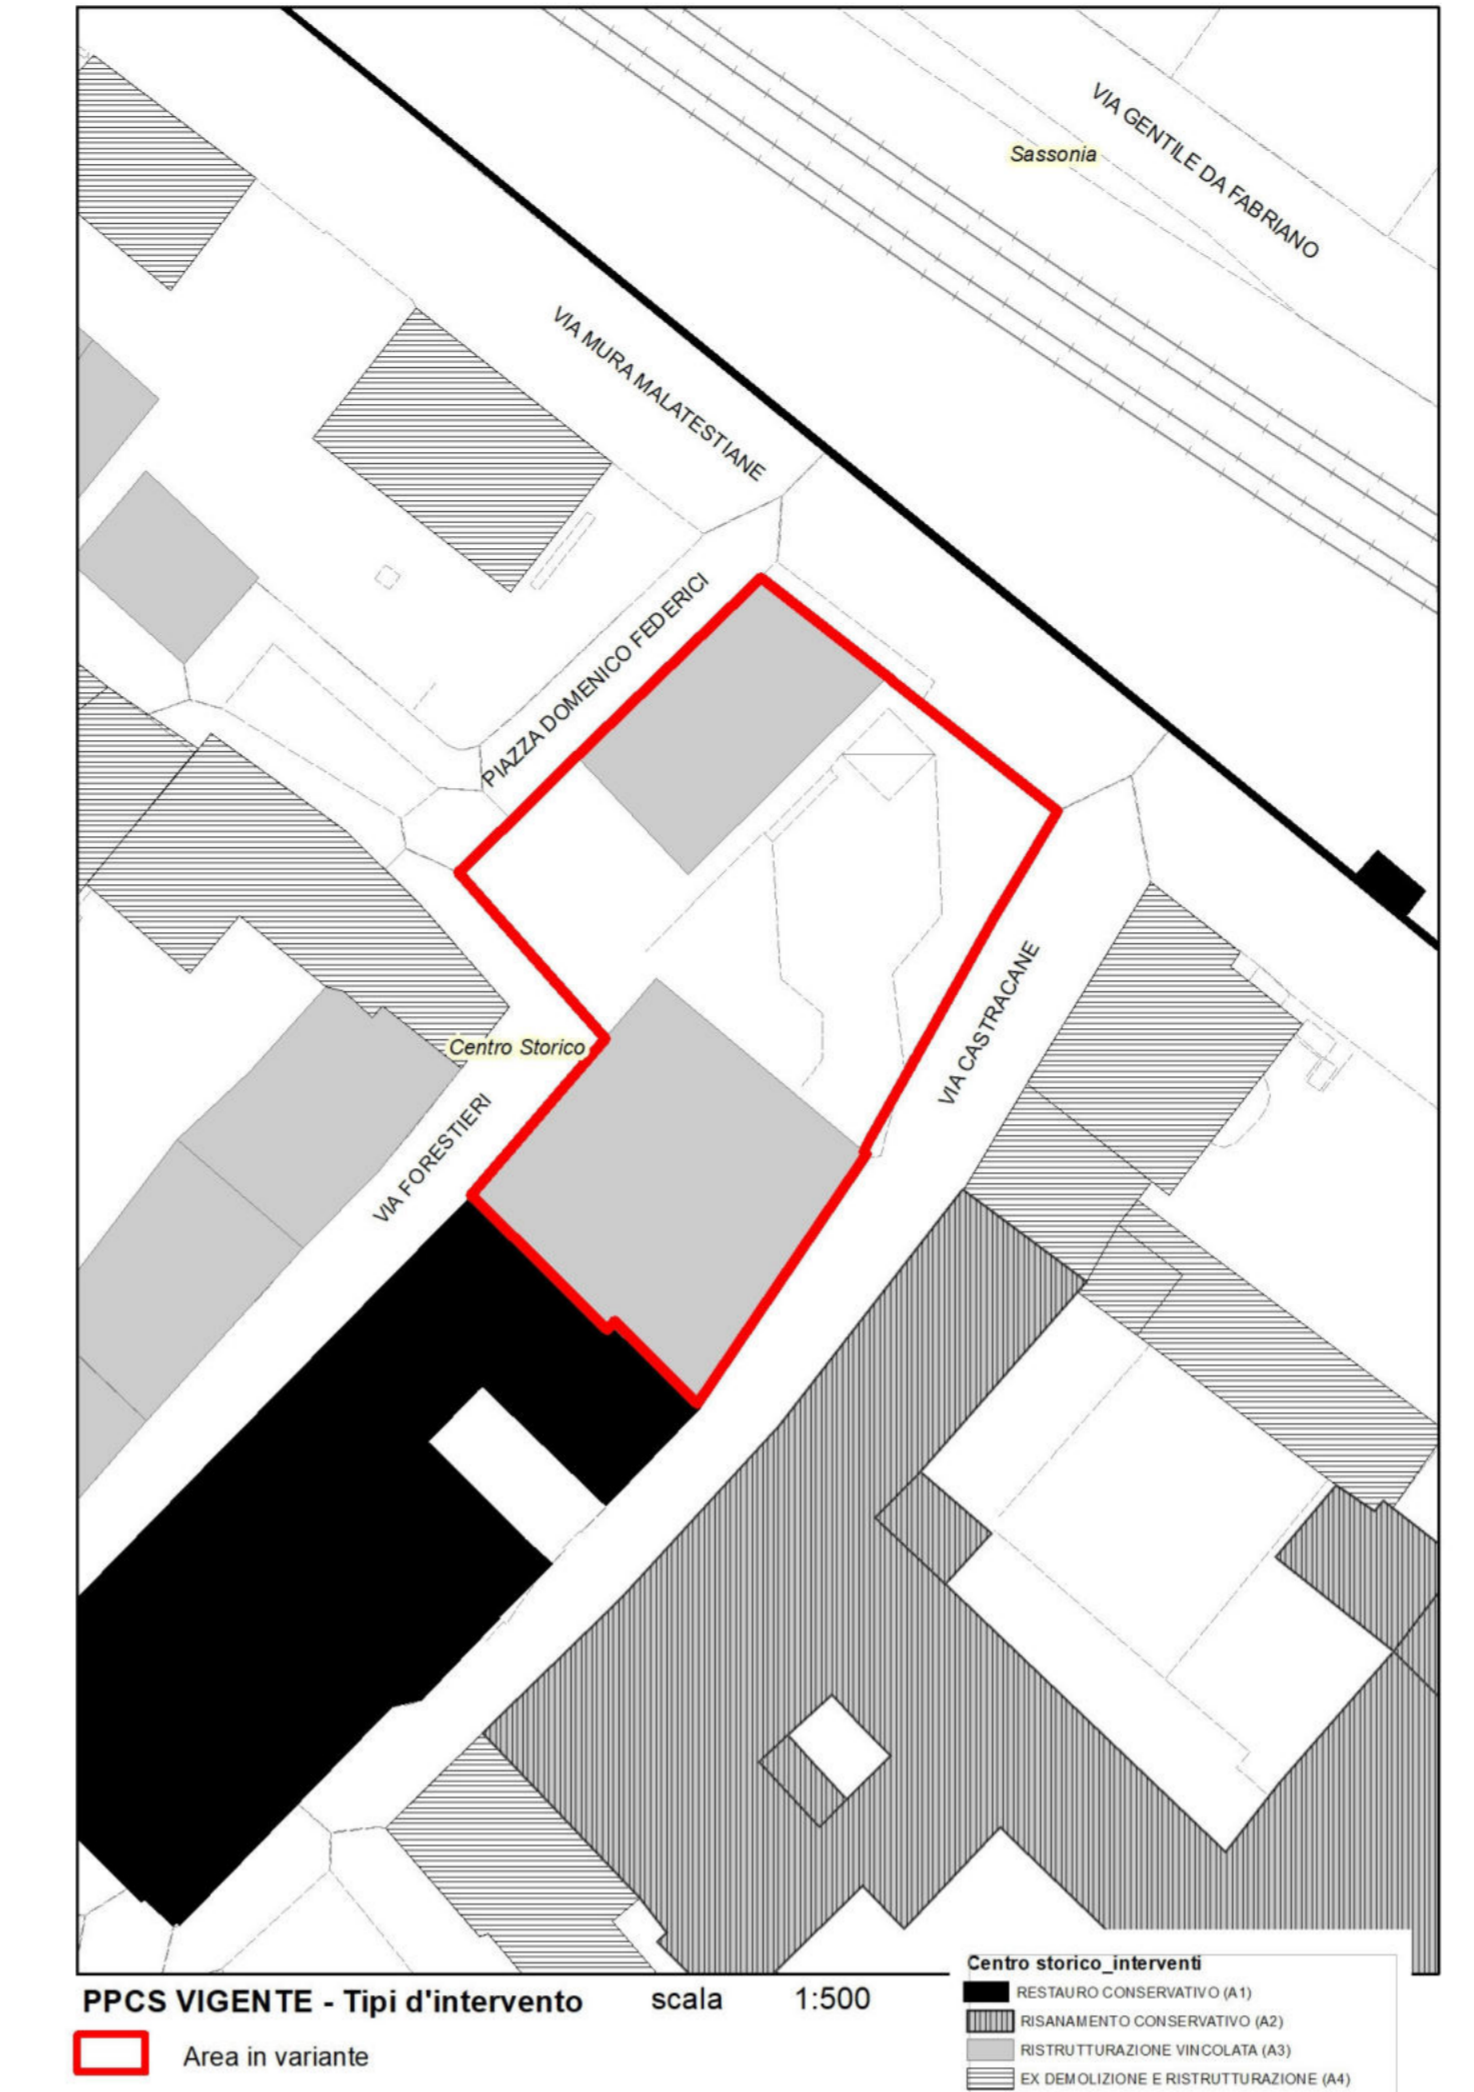 VIA GENTILE DA FABRIANO
Sassonia
VIA MURA MALATESTIANE
PIAZZA DOMENICO FEDERICI
VIA CASTRACANE
Centro Storico
VIA FORESTIERI
PPCS VIGENTE - Tipi d'intervento scala 1:500
Area in variante
Centro storico_interventi
RESTAURO CONSERVATIVO (A1)
RISANAMENTO CONSERVATIVO (A2)
RISTRUTTURAZIONE VINCOLATA (A3)
EX DEMOLIZIONE E RISTRUTTURAZIONE (A4)